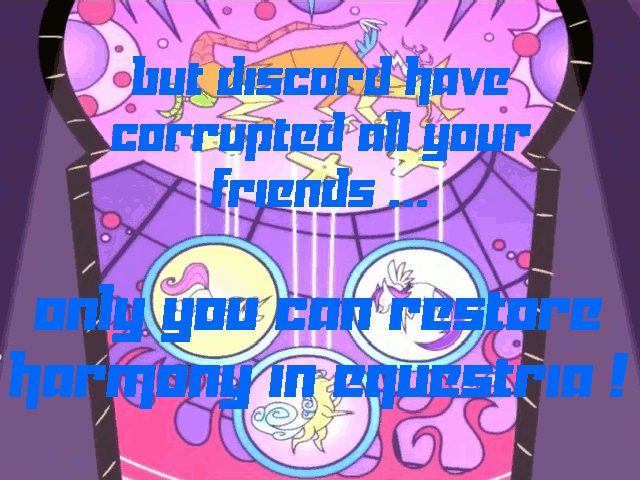 but discord have
corrupted all your
friends ...
only you can restore
harmony in equestria !